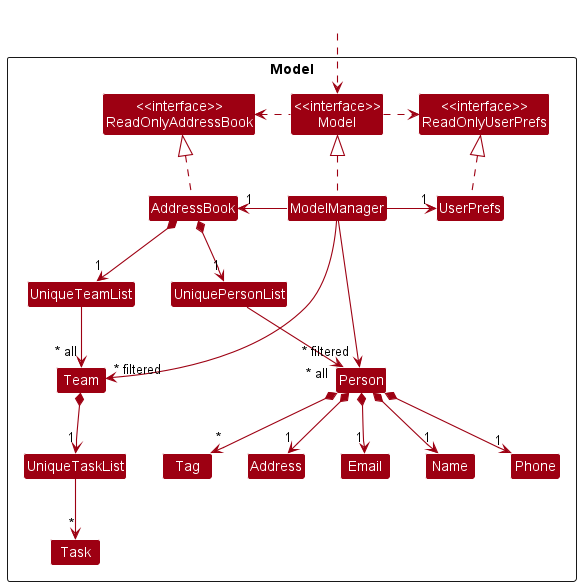 Model
<<interface>>
ReadOnlyAddressBook
<<interface>>
Model
<<interface>>
ReadOnlyUserPrefs
AddressBook
1
ModelManager
1
UserPrefs
1
1
UniqueTeamList
UniquePersonList
* all
* filtered
* filtered
* all
Team
Person
1
*
1
1
1
1
UniqueTaskList
Tag
Address
Email
Name
Phone
*
Task